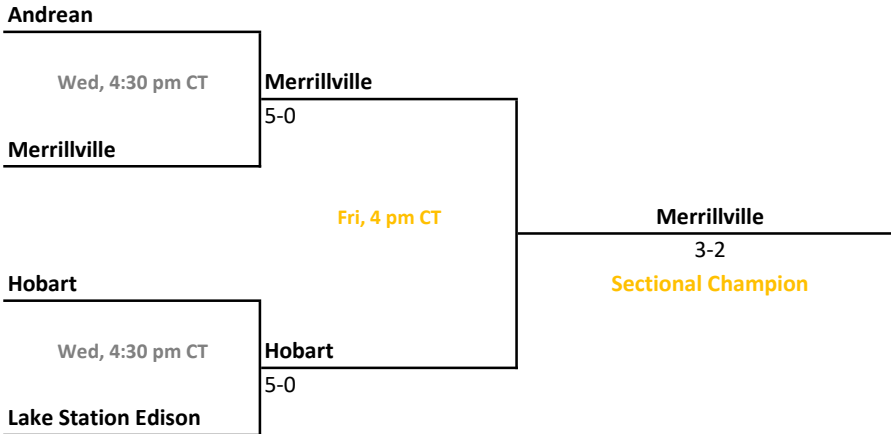 Andrean
Wed, 4:30 pm CT
Merrillville
5-0
Merrillville
Fri, 4 pm CT
Merrillville
3-2
Sectional Champion
Hobart
Wed, 4:30 pm CT
Hobart
5-0
Lake Station Edison